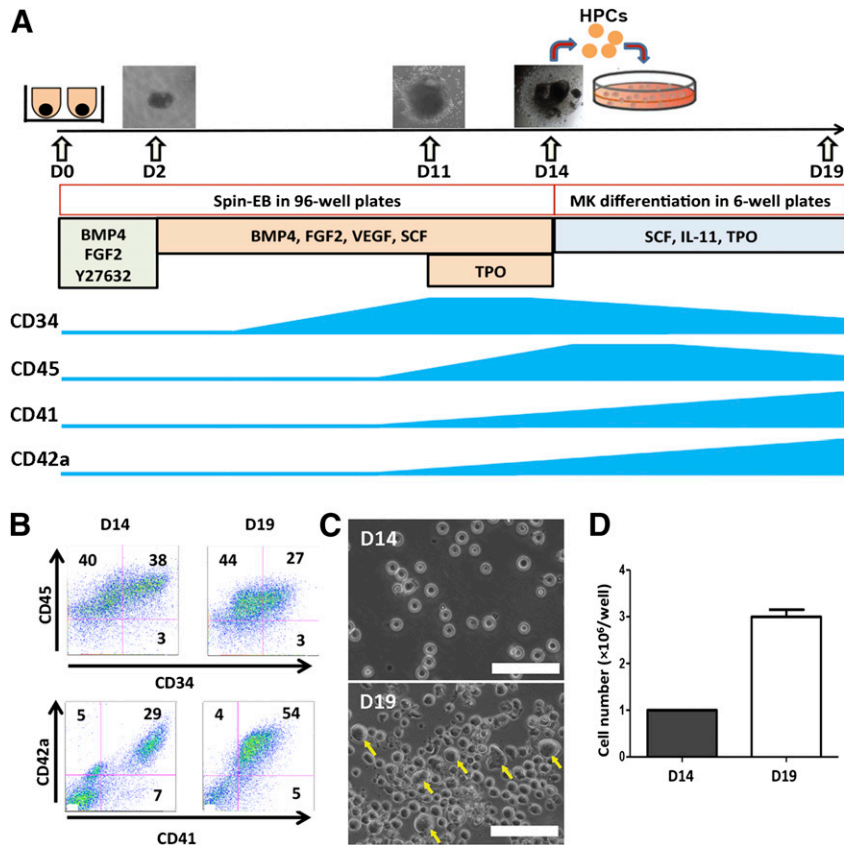 A
HPCs
D0
D2
D11
D14
D19
Spin-EB in 96-well plates
MK differentiation in 6-well plates
BMP4
FGF2
Y27632
BMP4, FGF2, VEGF, SCF
TPO
SCF, IL-11, TPO
CD34
CD45
CD41
CD42a
B
D14
D19
CD45
40
38
3
44
27
3
CD34
CD42a
5
29
7
4
54
5
CD41
C
D14
D19
D
Cell number (×10⁶/well)
4
3
2
1
0
D14
D19